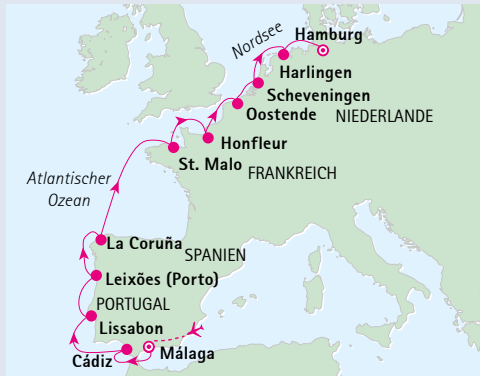 Nordsee
Hamburg
Harlingen
Scheveningen
Oostende
NIEDERLANDE
Honfleur
St. Malo
FRANKREICH
Atlantischer
Ozean
La Coruña
SPANIEN
Leixões (Porto)
PORTUGAL
Lissabon
Cádiz
Málaga